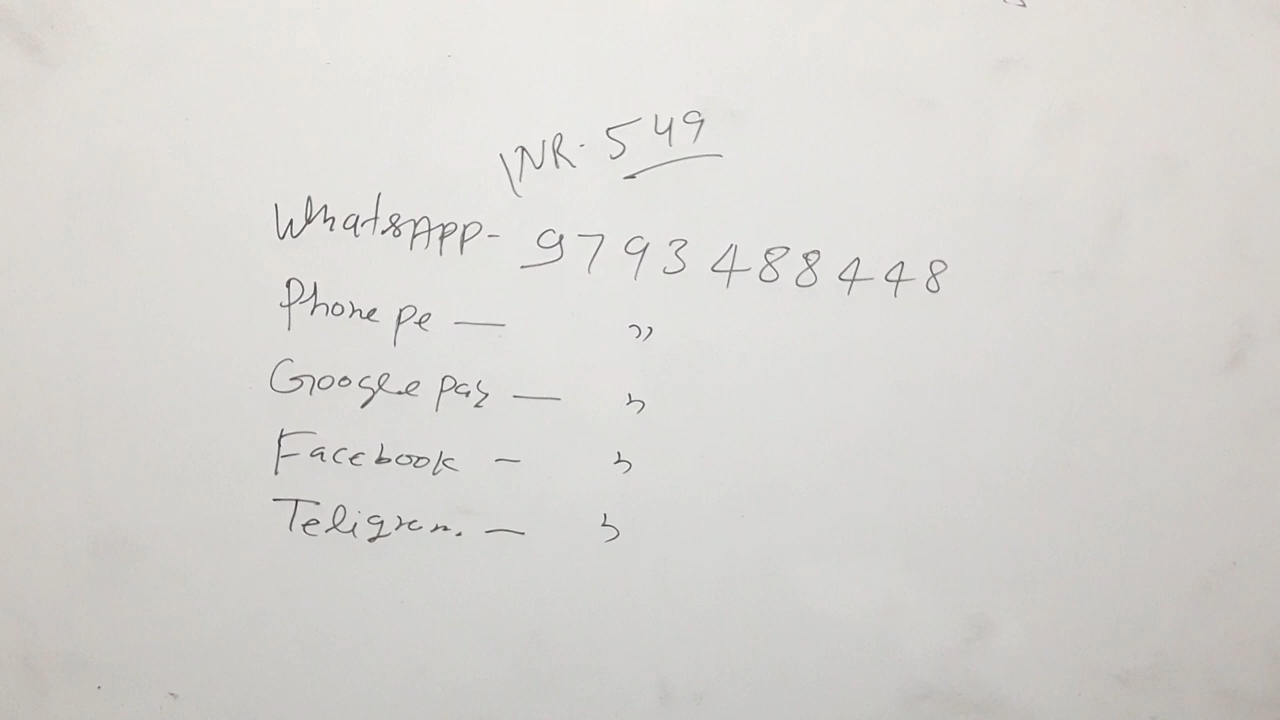 INR- 549
WhatsAPP- 9793488448
Phone pe — "
Google pay — "
Facebook - "
Teligram. — "